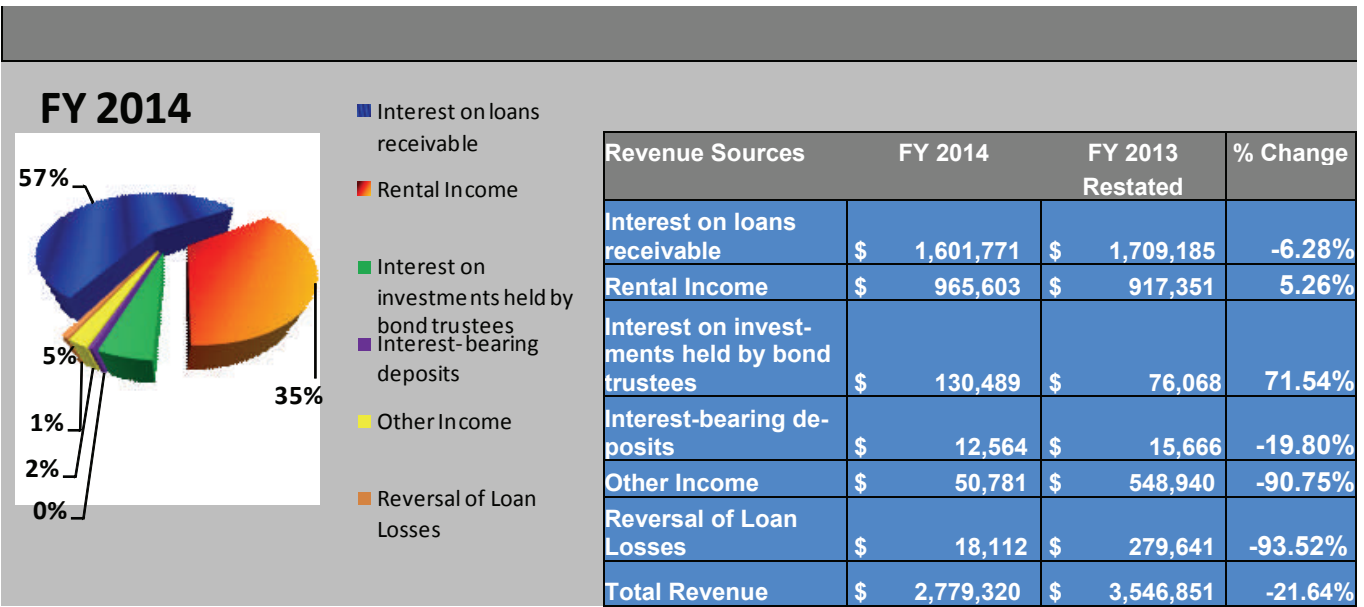 FY 2014
57%
5%
35%
1%
2%
0%
Interest on loans
receivable
Rental Income
Interest on
investments held by
bond trustees
Interest-bearing
deposits
Other Income
Reversal of Loan
Losses
Revenue Sources FY 2014 FY 2013 % Change
Restated
Interest on loans
receivable $ 1,601,771 $ 1,709,185 -6.28%
Rental Income $ 965,603 $ 917,351 5.26%
Interest on invest-
ments held by bond
trustees $ 130,489 $ 76,068 71.54%
Interest-bearing de-
posits $ 12,564 $ 15,666 -19.80%
Other Income $ 50,781 $ 548,940 -90.75%
Reversal of Loan
Losses $ 18,112 $ 279,641 -93.52%
Total Revenue $ 2,779,320 $ 3,546,851 -21.64%